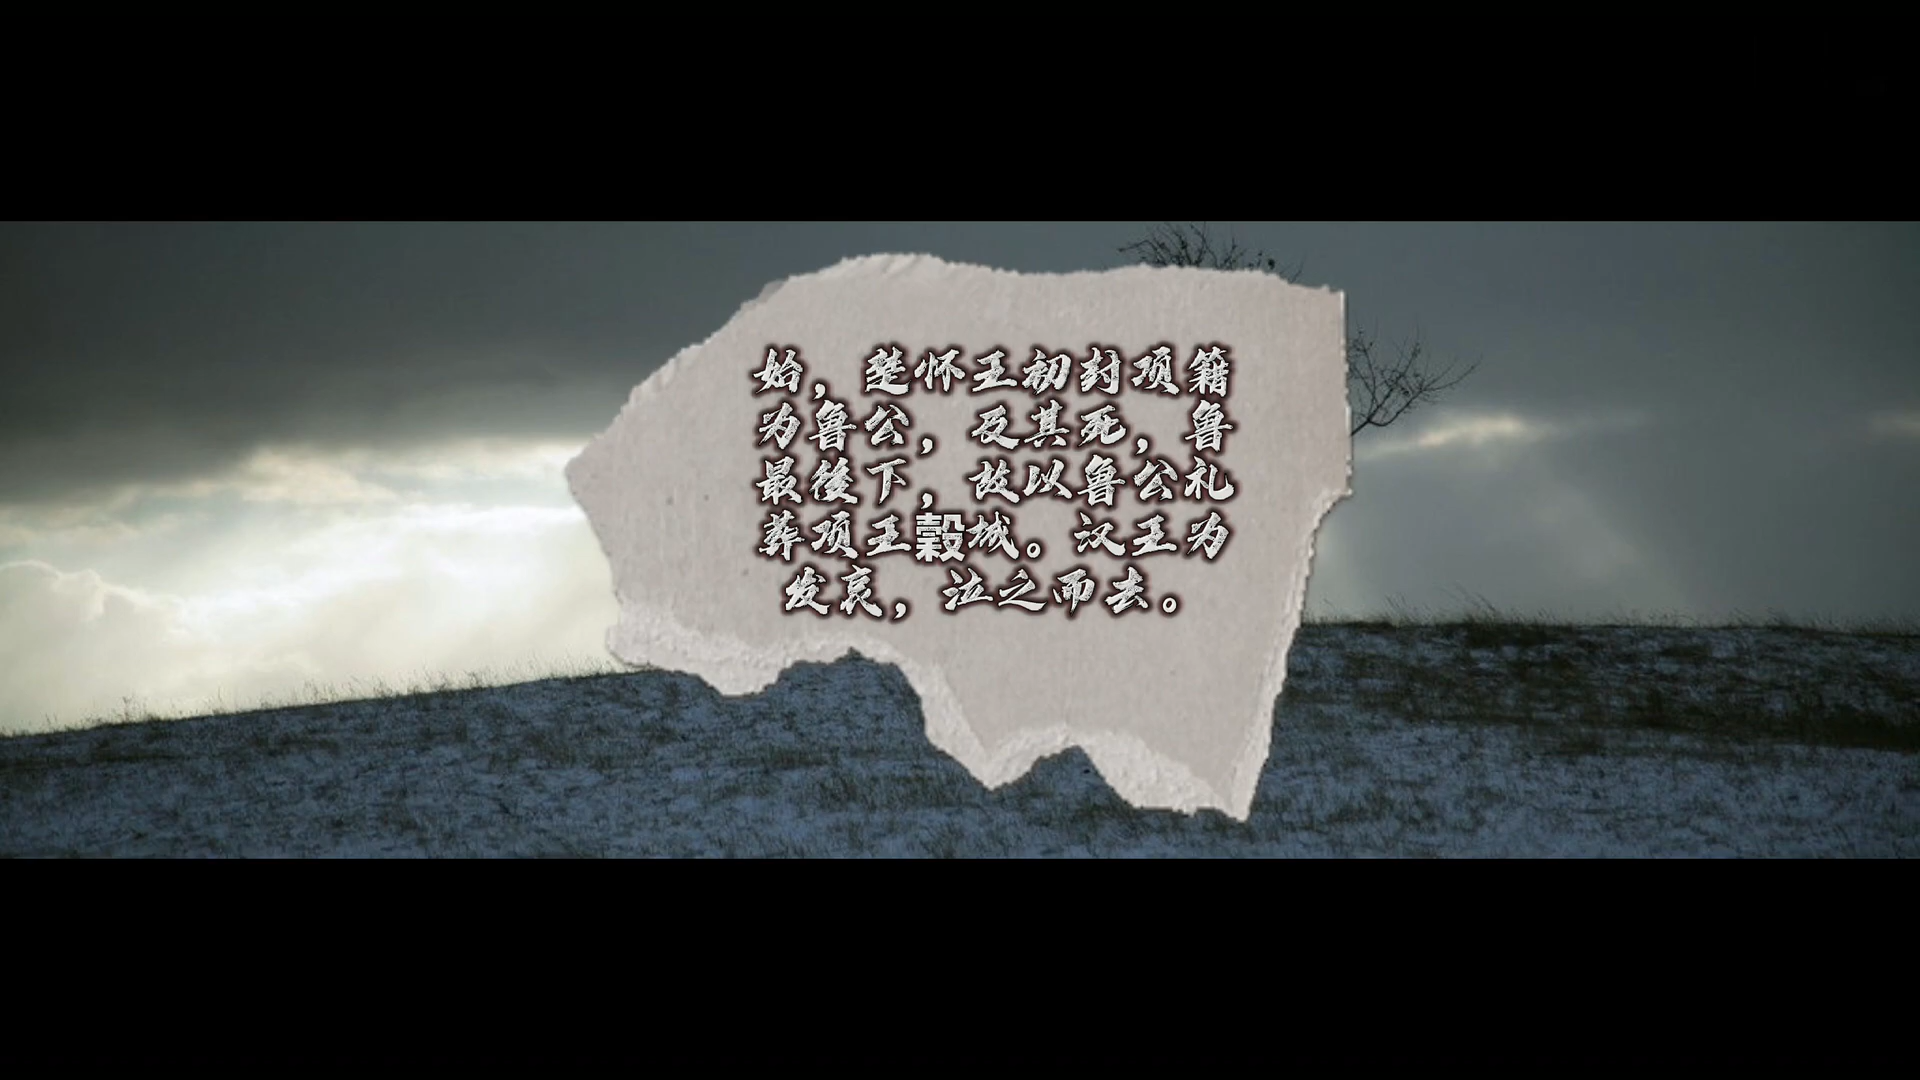 始，楚怀王初封项籍
为鲁公，及其死，鲁
最後下，故以鲁公礼
葬项王穀城。汉王为
发哀，泣之而去。